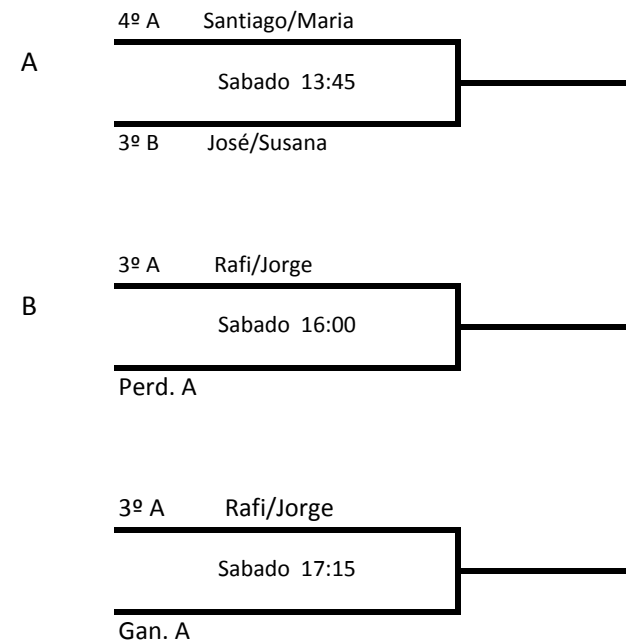 4º A Santiago/Maria
A
Sabado 13:45
3º B José/Susana
3º A Rafi/Jorge
B
Sabado 16:00
Perd. A
3º A Rafi/Jorge
Sabado 17:15
Gan. A